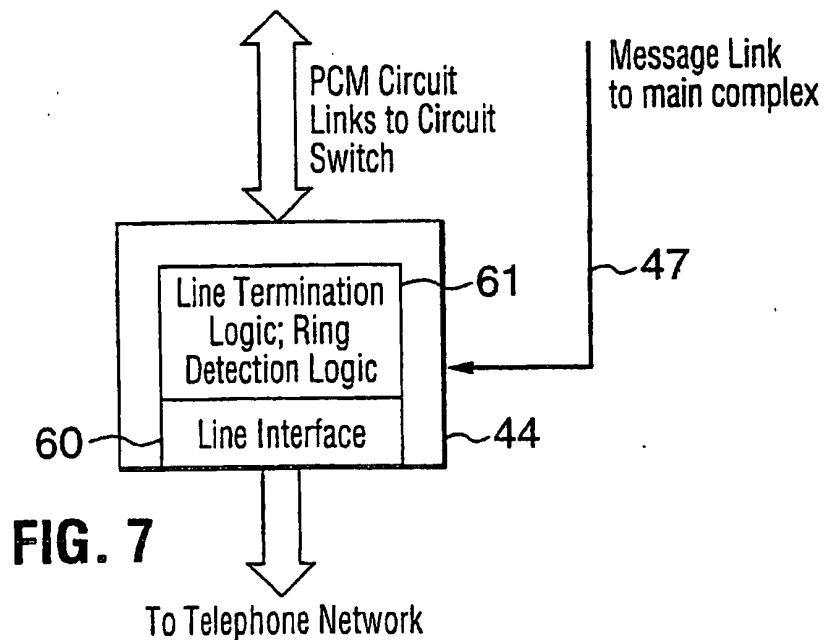 PCM Circuit
Links to Circuit
Switch
Message Link
to main complex
47
61
Line Termination
Logic; Ring
Detection Logic
60
Line Interface
44
FIG. 7
To Telephone Network